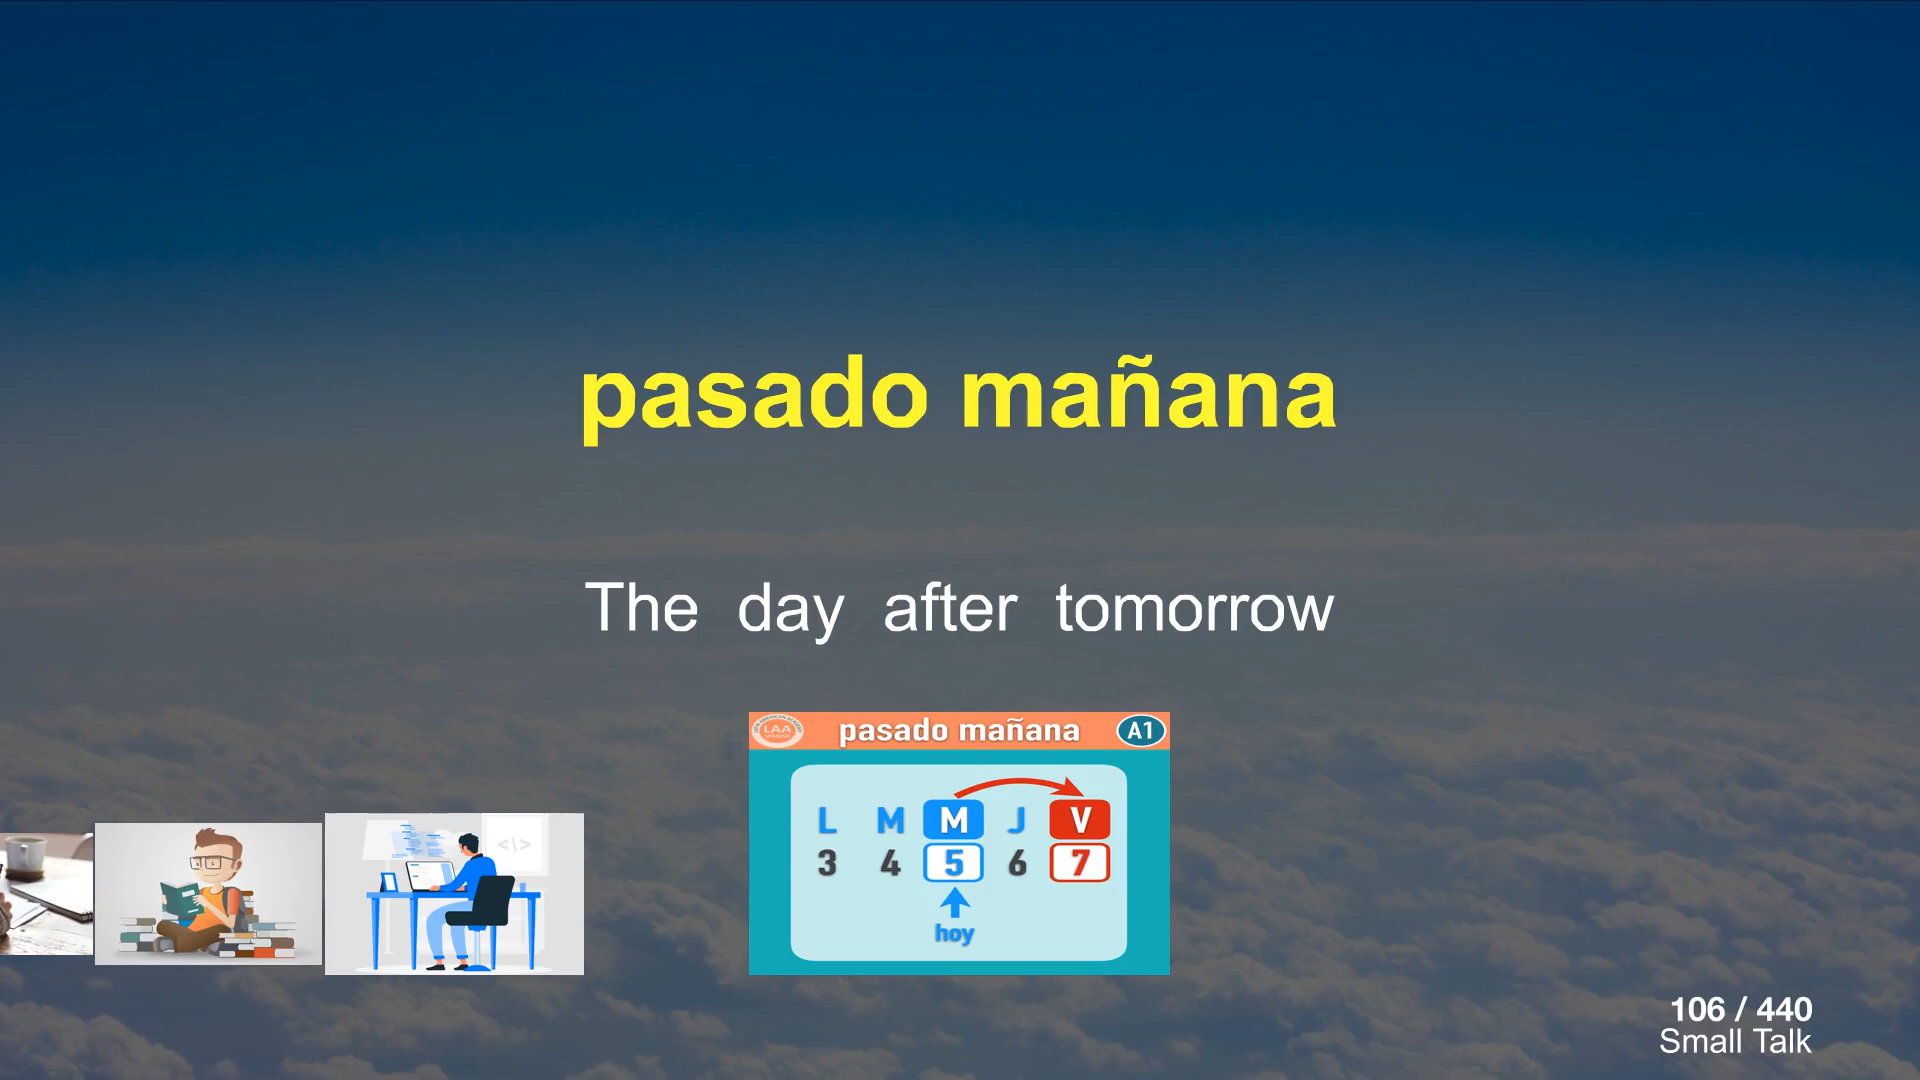 pasado mañana
The day after tomorrow
LAA
pasado mañana
A1
L M M J V
3 4 5 6 7
hoy
</>
106 / 440
Small Talk